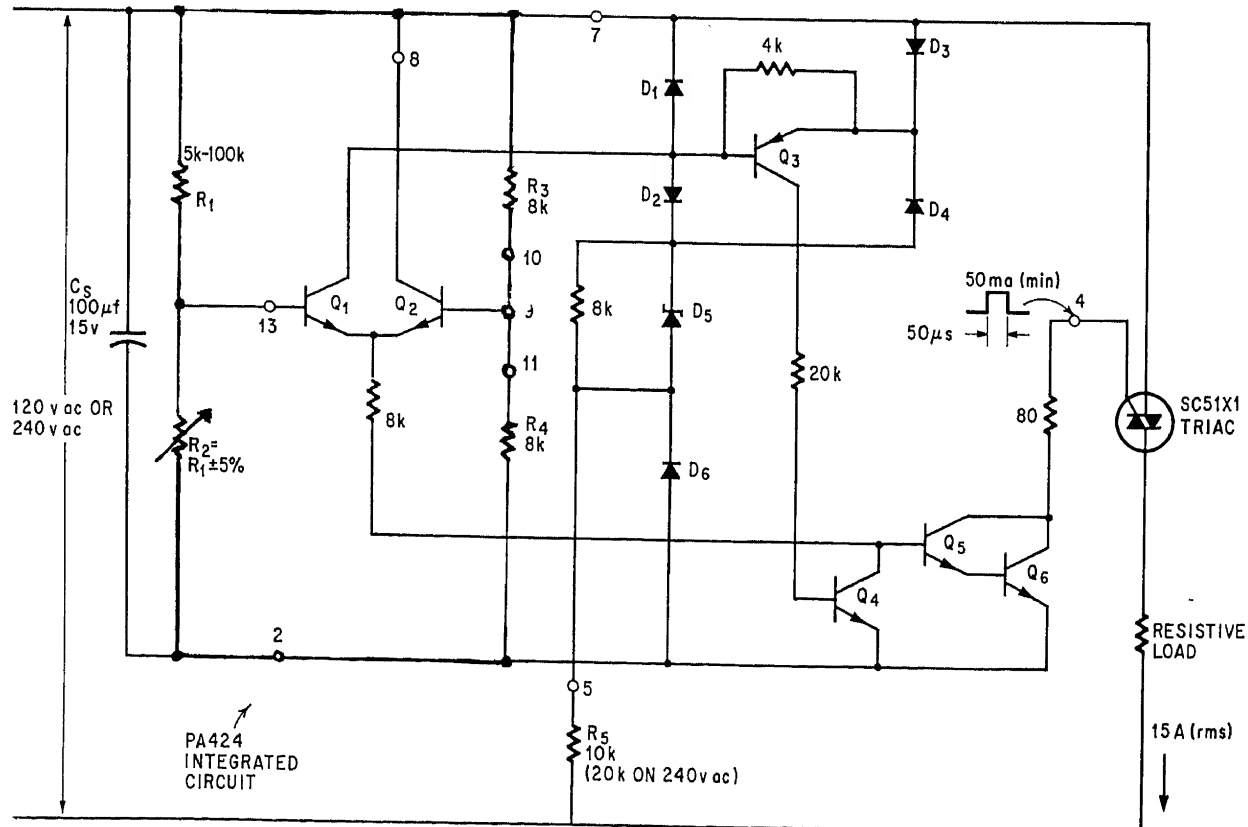 7
8
4k
D3
D1
5k-100k
R1
R3
8k
Q3
D2
D4
10
CS
100μf
15v
Q1
Q2
13
9
8k
D5
50ma (min)
4
50μs
11
20k
SC51X1
TRIAC
120 v ac OR
240 v ac
R2=
R1±5%
8k
R4
8k
80
D6
Q5
Q6
Q4
2
RESISTIVE
LOAD
5
PA424
INTEGRATED
CIRCUIT
R5
10k
(20k ON 240v ac)
15A (rms)